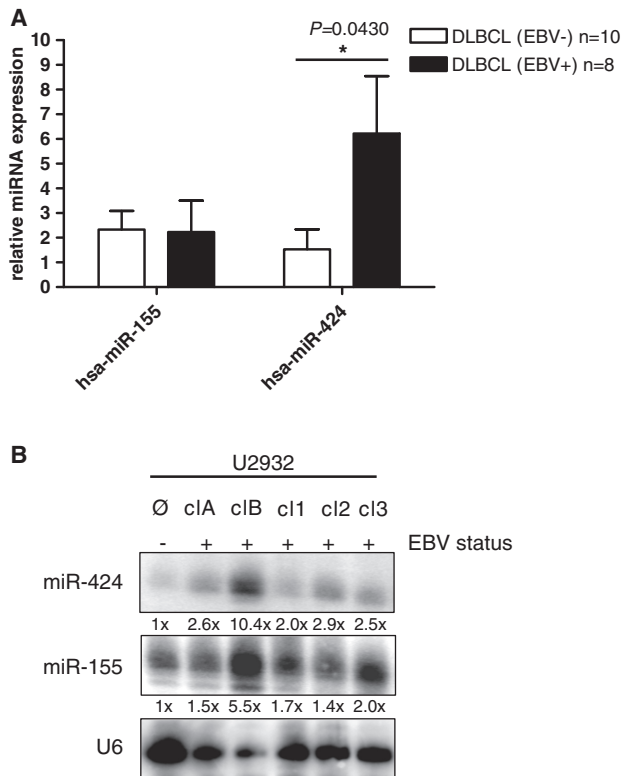 A
P=0.0430
*
DLBCL (EBV-) n=10
DLBCL (EBV+) n=8
relative miRNA expression
10
9
8
7
6
5
4
3
2
1
0
hsa-miR-155
hsa-miR-424
B
U2932
Ø clA clB cl1 cl2 cl3
- + + + + + EBV status
miR-424
1x 2.6x 10.4x 2.0x 2.9x 2.5x
miR-155
1x 1.5x 5.5x 1.7x 1.4x 2.0x
U6